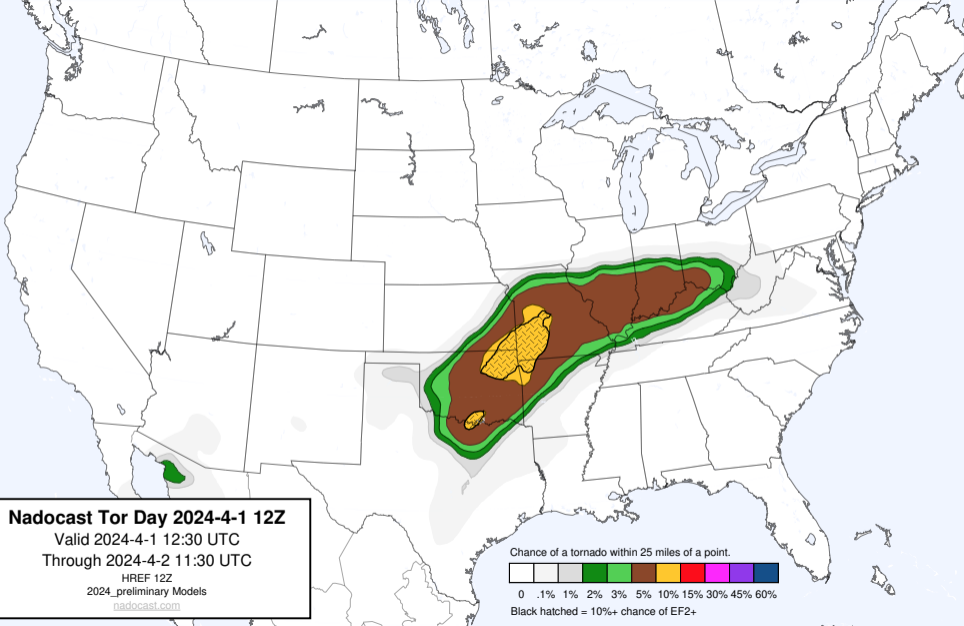 Nadocast Tor Day 2024-4-1 12Z
Valid 2024-4-1 12:30 UTC
Through 2024-4-2 11:30 UTC
HREF 12Z
2024_preliminary Models
nadocast.com
Chance of a tornado within 25 miles of a point.
0 .1% 1% 2% 3% 5% 10% 15% 30% 45% 60%
Black hatched = 10%+ chance of EF2+